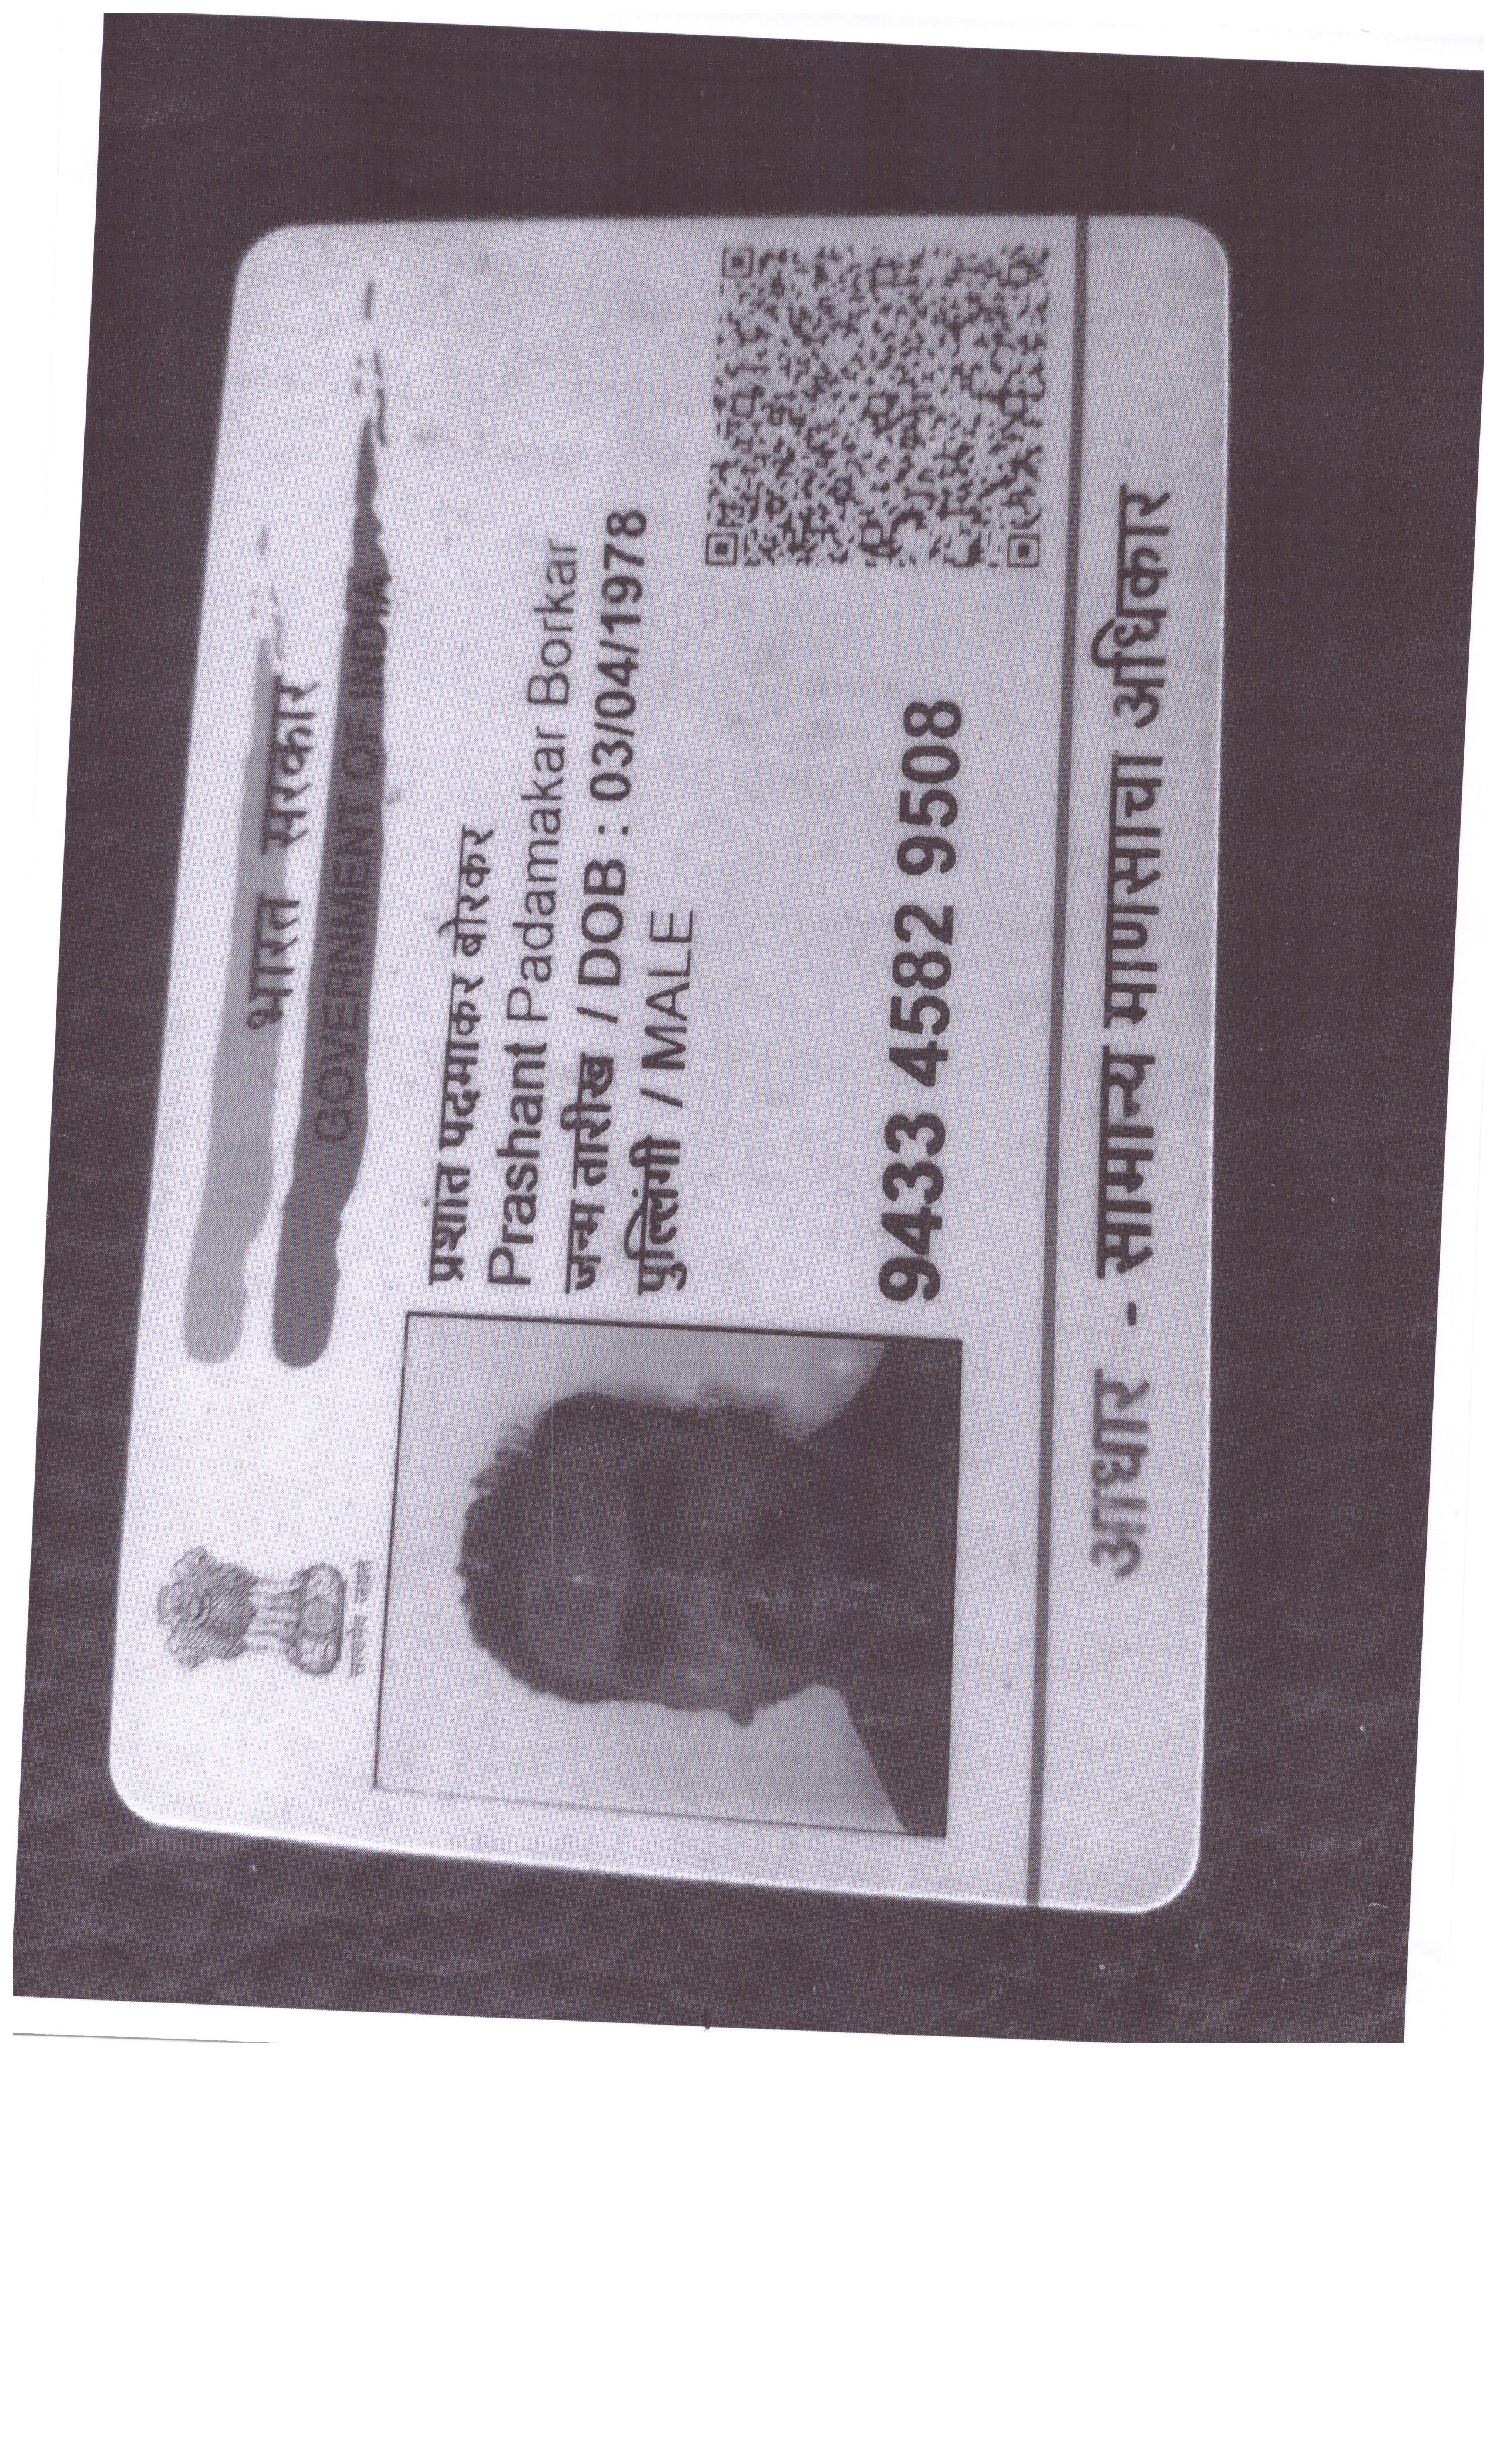 भारत सरकार
GOVERNMENT OF INDIA
सत्यमेव जयते
प्रशांत पदमाकर बोरकर
Prashant Padamakar Borkar
जन्म तारीख / DOB : 03/04/1978
पुल्लिंगी / MALE
9433 4582 9508
आधार - सामान्य माणसाचा अधिकार